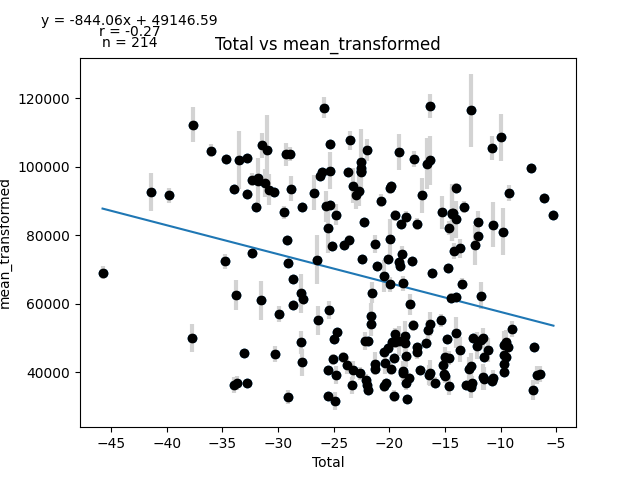 y = -844.06x + 49146.59
r = -0.27
n = 214
Total vs mean_transformed
mean_transformed
120000
100000
80000
60000
40000
−45
−40
−35
−30
−25
−20
−15
−10
−5
Total